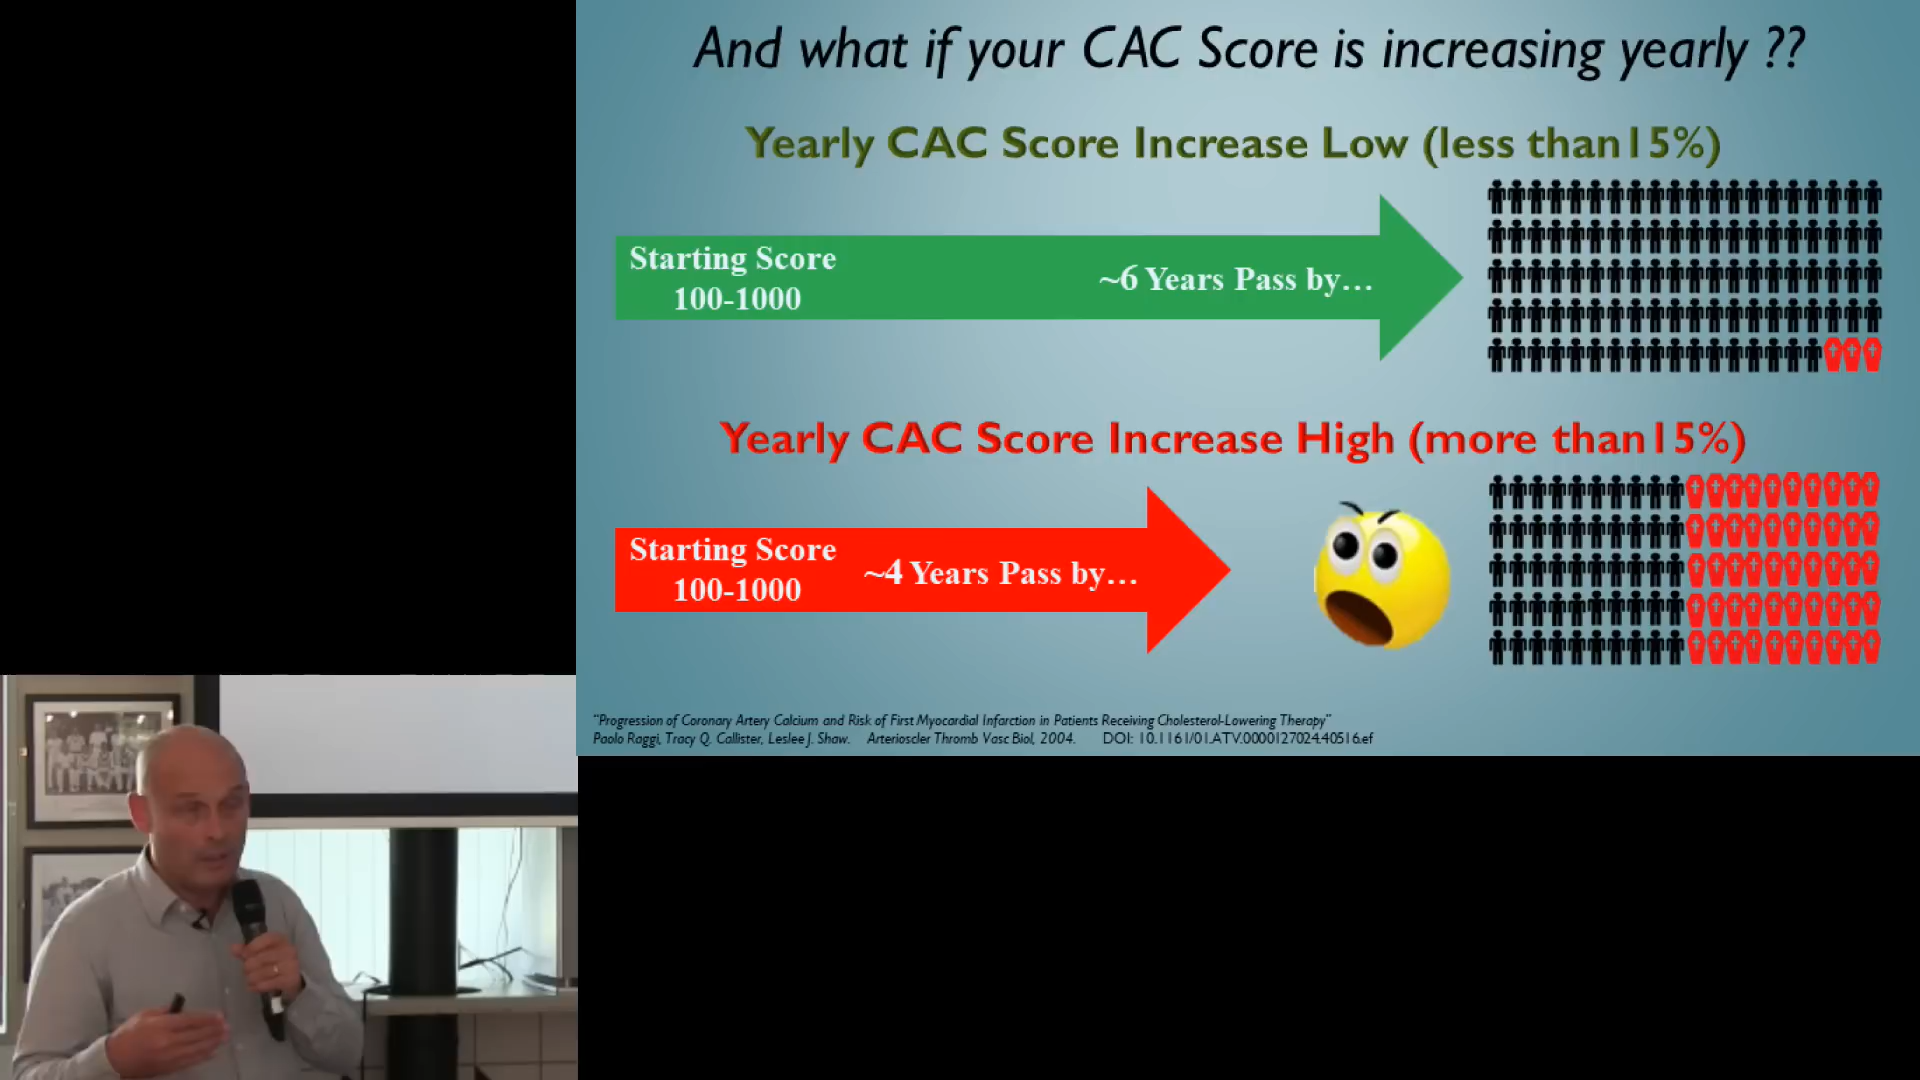 And what if your CAC Score is increasing yearly ??
Yearly CAC Score Increase Low (less than15%)
Starting Score
100-1000
~6 Years Pass by...
Yearly CAC Score Increase High (more than15%)
Starting Score
100-1000
~4 Years Pass by...
"Progression of Coronary Artery Calcium and Risk of First Myocardial Infarction in Patients Receiving Cholesterol-Lowering Therapy"
Paolo Raggi, Tracy Q. Callister, Leslee J. Shaw. Arterioscler Thromb Vasc Biol, 2004. DOI: 10.1161/01.ATV.0000127024.40516.ef